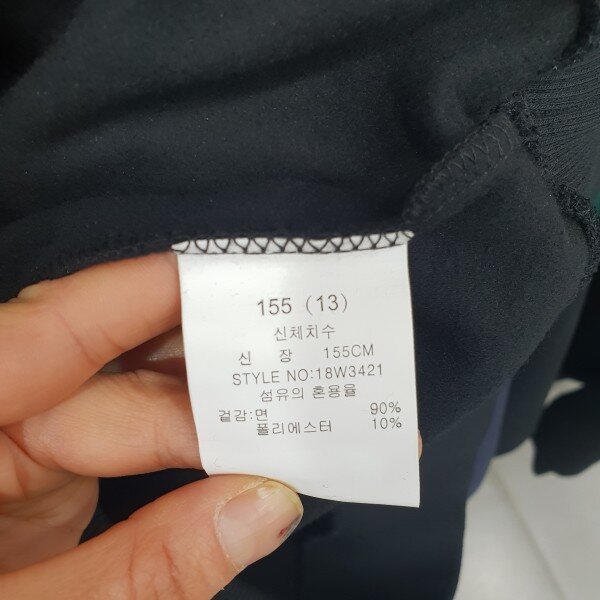 155 (13)
신체치수
신 장 155CM
STYLE NO:18W3421
섬유의 혼용율
겉감:면 90%
폴리에스터 10%